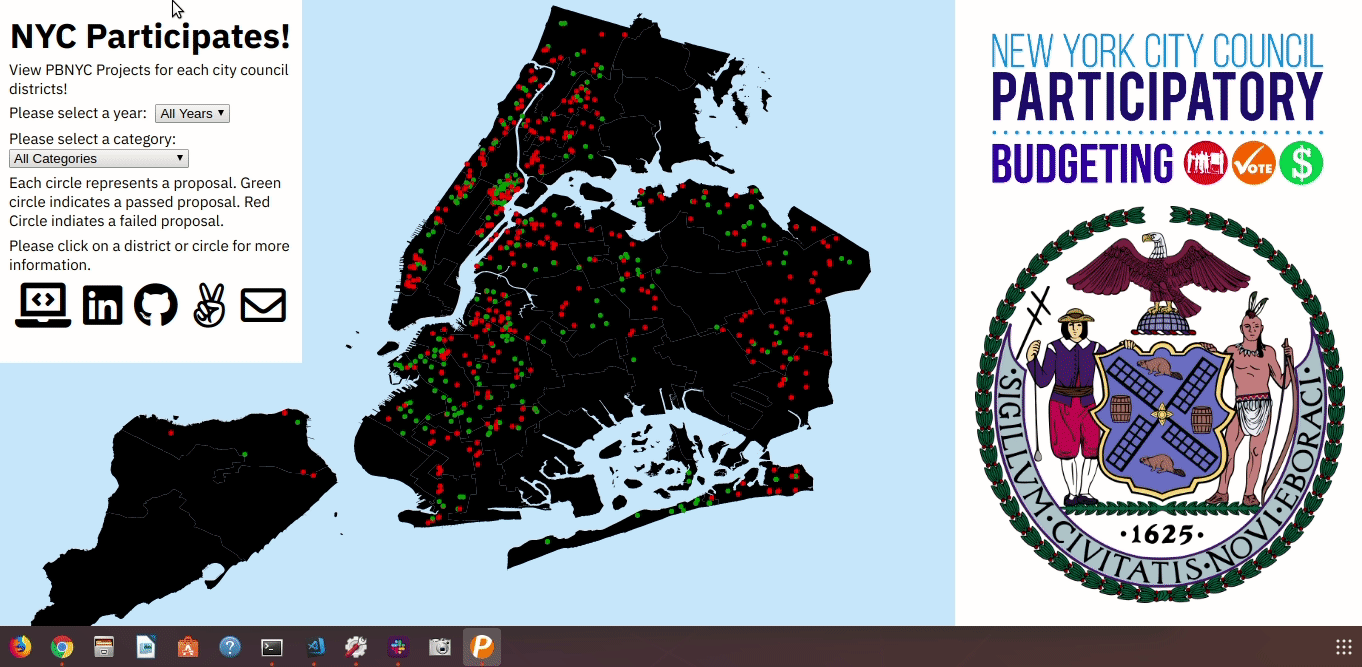 NYC Participates!
View PBNYC Projects for each city council
districts!
Please select a year: All Years
Please select a category:
All Categories
Each circle represents a proposal. Green
circle indicates a passed proposal. Red
Circle indiates a failed proposal.
Please click on a district or circle for more
information.
in
NEW YORK CITY COUNCIL
PARTICIPATORY
BUDGETING VOTE $
SIGILLUM·CIVITATIS·NOVI·EBORACI
·1625·
? P